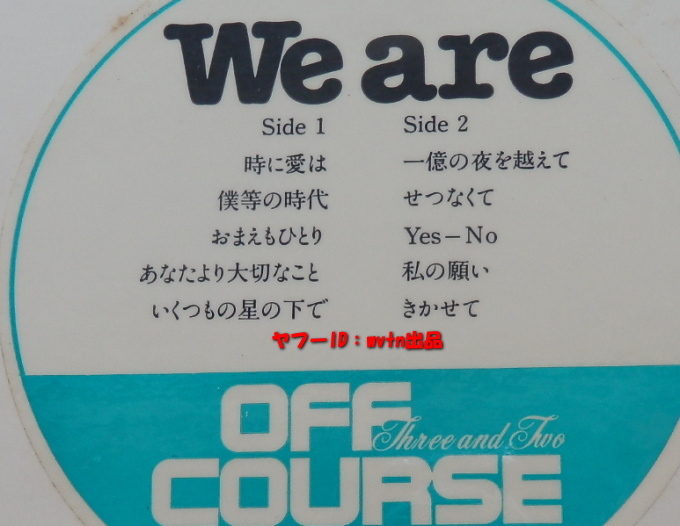 We are
Side 1
時に愛は
僕等の時代
おまえもひとり
あなたより大切なこと
いくつもの星の下で
Side 2
一億の夜を越えて
せつなくて
Yes–No
私の願い
きかせて
ヤフーID：mvtn出品
OFF
Three and Two
COURSE